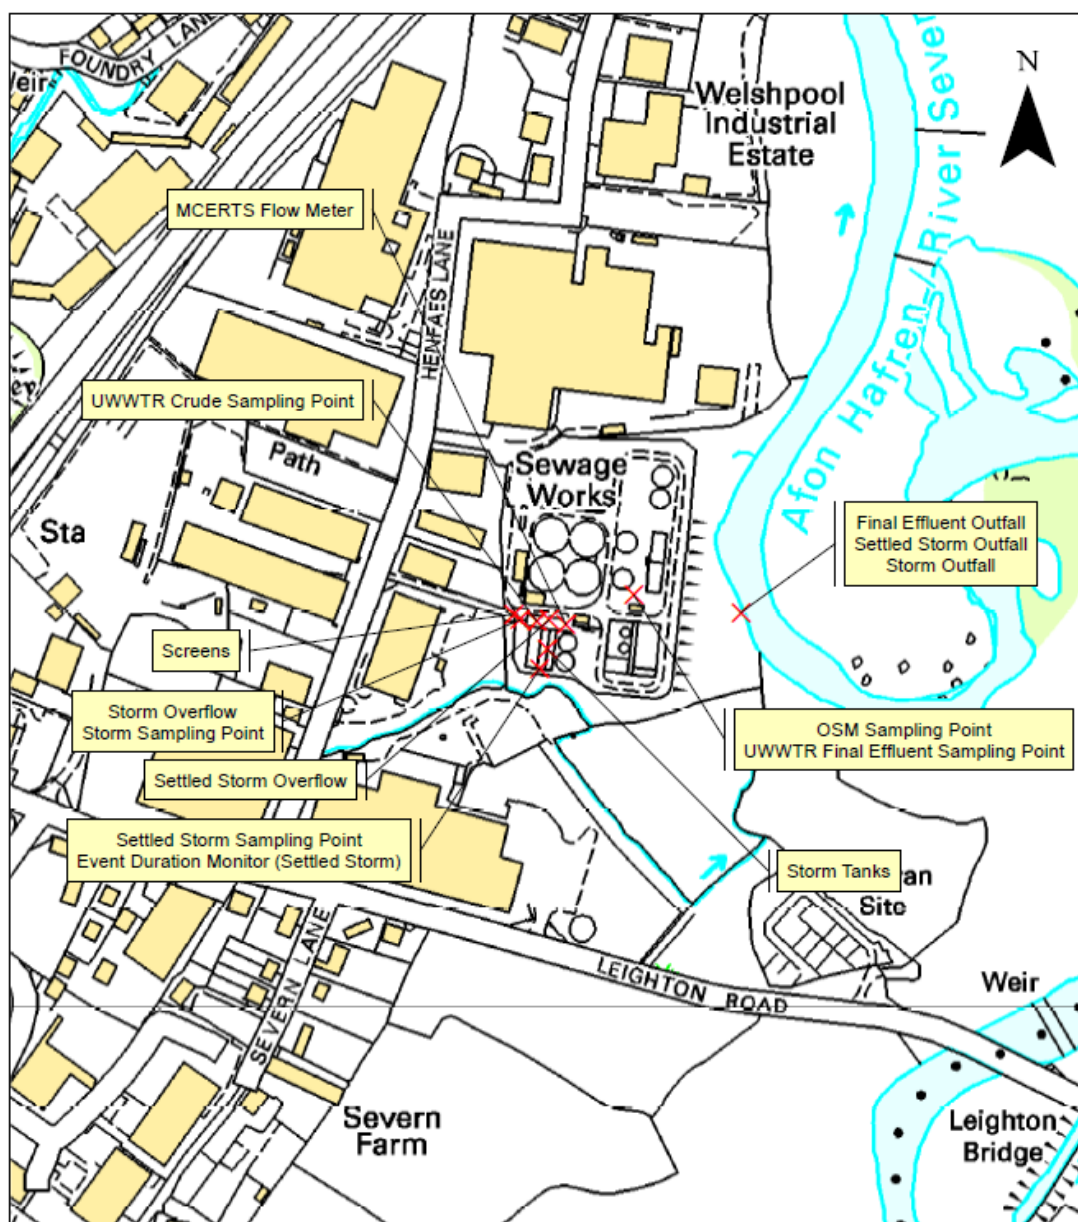 FOUNDRY LANE
Weir
Welshpool
Industrial
Estate
N
Afon Hafren / River Severn
MCERTS Flow Meter
HENFAES LANE
UWWTR Crude Sampling Point
Path
Sewage
Works
Sta
Final Effluent Outfall
Settled Storm Outfall
Storm Outfall
Screens
Storm Overflow
Storm Sampling Point
OSM Sampling Point
UWWTR Final Effluent Sampling Point
Settled Storm Overflow
Settled Storm Sampling Point
Event Duration Monitor (Settled Storm)
Storm Tanks
Site
SEVERN LANE
LEIGHTON ROAD
Weir
Severn
Farm
Leighton
Bridge